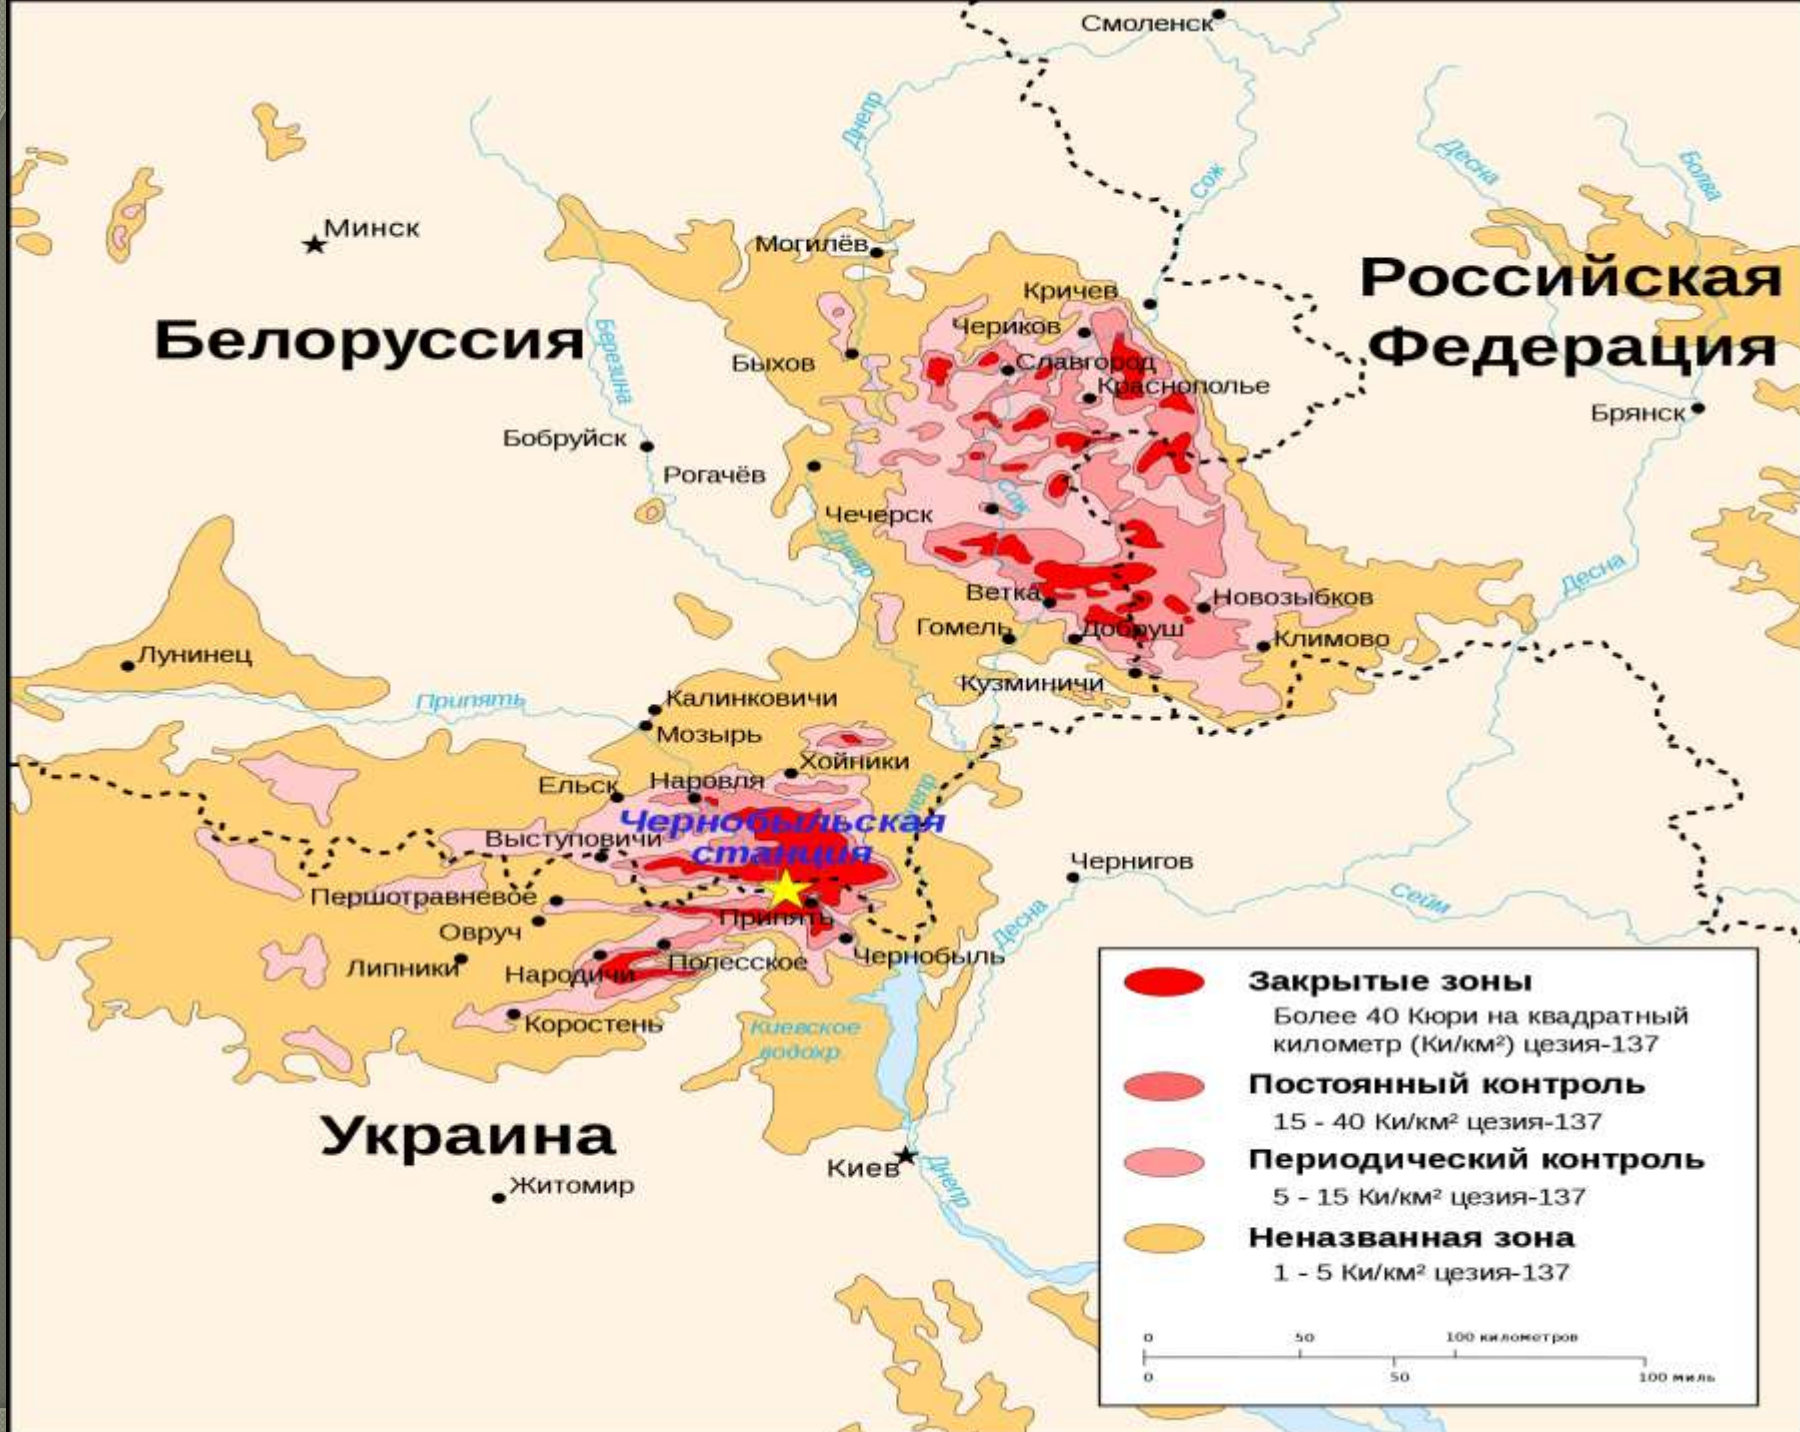 Смоленск
Днепр
Сож
Десна
Болва
Минск
Могилёв
Российская
Федерация
Кричев
Белоруссия
Березина
Чериков
Быхов
Славгород
Краснополье
Брянск
Бобруйск
Рогачёв
Сож
Чечерск
Днепр
Десна
Ветка
Новозыбков
Гомель
Добруш
Климово
Лунинец
Кузминичи
Припять
Калинковичи
Мозырь
Хойники
Ельск
Наровля
Днепр
Чернобыльская
станция
Выступовичи
Чернигов
Першотравневое
Сейм
Припять
Овруч
Десна
Липники
Народичи
Полесское
Чернобыль
Коростень
Киевское
водохр.
Украина
Киев
Днепр
Житомир
Закрытые зоны
Более 40 Кюри на квадратный
километр (Ки/км²) цезия-137
Постоянный контроль
15 - 40 Ки/км² цезия-137
Периодический контроль
5 - 15 Ки/км² цезия-137
Неназванная зона
1 - 5 Ки/км² цезия-137
0 50 100 километров
0 50 100 миль